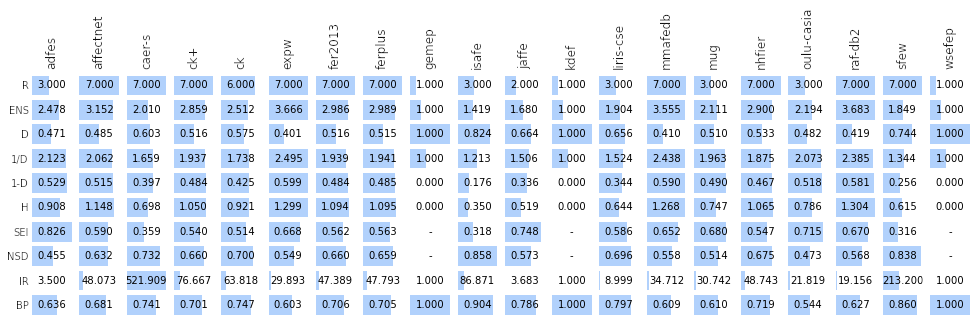 adfes affectnet caer-s ck+ ck expw fer2013 ferplus gemep isafe jaffe kdef liris-cse mmafedb mug nhfier oulu-casia raf-db2 sfew wsefep
R 3.000 7.000 7.000 7.000 6.000 7.000 7.000 7.000 1.000 3.000 2.000 1.000 3.000 7.000 3.000 7.000 3.000 7.000 7.000 1.000
ENS 2.478 3.152 2.010 2.859 2.512 3.666 2.986 2.989 1.000 1.419 1.680 1.000 1.904 3.555 2.111 2.900 2.194 3.683 1.849 1.000
D 0.471 0.485 0.603 0.516 0.575 0.401 0.516 0.515 1.000 0.824 0.664 1.000 0.656 0.410 0.510 0.533 0.482 0.419 0.744 1.000
1/D 2.123 2.062 1.659 1.937 1.738 2.495 1.939 1.941 1.000 1.213 1.506 1.000 1.524 2.438 1.963 1.875 2.073 2.385 1.344 1.000
1-D 0.529 0.515 0.397 0.484 0.425 0.599 0.484 0.485 0.000 0.176 0.336 0.000 0.344 0.590 0.490 0.467 0.518 0.581 0.256 0.000
H 0.908 1.148 0.698 1.050 0.921 1.299 1.094 1.095 0.000 0.350 0.519 0.000 0.644 1.268 0.747 1.065 0.786 1.304 0.615 0.000
SEI 0.826 0.590 0.359 0.540 0.514 0.668 0.562 0.563 - 0.318 0.748 - 0.586 0.652 0.680 0.547 0.715 0.670 0.316 -
NSD 0.455 0.632 0.732 0.660 0.700 0.549 0.660 0.659 - 0.858 0.573 - 0.696 0.558 0.514 0.675 0.473 0.568 0.838 -
IR 3.500 48.073 521.909 76.667 63.818 29.893 47.389 47.793 1.000 86.871 3.683 1.000 8.999 34.712 30.742 48.743 21.819 19.156 213.200 1.000
BP 0.636 0.681 0.741 0.701 0.747 0.603 0.706 0.705 1.000 0.904 0.786 1.000 0.797 0.609 0.610 0.719 0.544 0.627 0.860 1.000